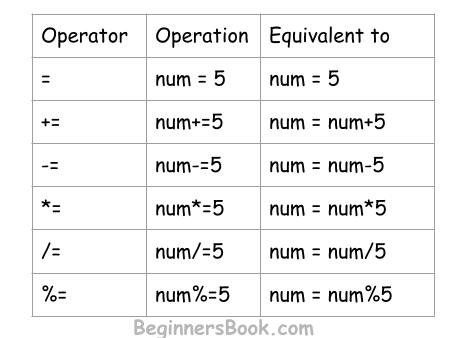 Operator Operation Equivalent to
= num = 5 num = 5
+= num+=5 num = num+5
-= num-=5 num = num-5
*= num*=5 num = num*5
/= num/=5 num = num/5
%= num%=5 num = num%5
BeginnersBook.com